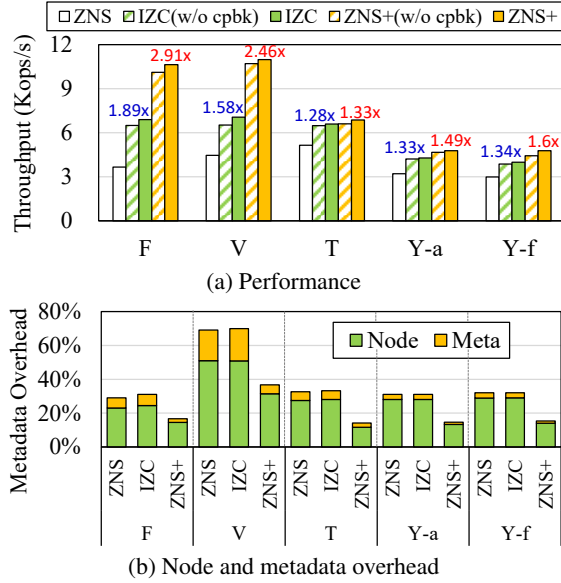 ZNS IZC(w/o cpbk) IZC ZNS+(w/o cpbk) ZNS+
Throughput (Kops/s)
12
9
6
3
0
1.89x 2.91x 1.58x 2.46x 1.28x 1.33x 1.33x 1.49x 1.34x 1.6x
F V T Y-a Y-f
(a) Performance
Metadata Overhead
80%
60%
40%
20%
0%
Node Meta
ZNS IZC ZNS+ ZNS IZC ZNS+ ZNS IZC ZNS+ ZNS IZC ZNS+ ZNS IZC ZNS+
F V T Y-a Y-f
(b) Node and metadata overhead